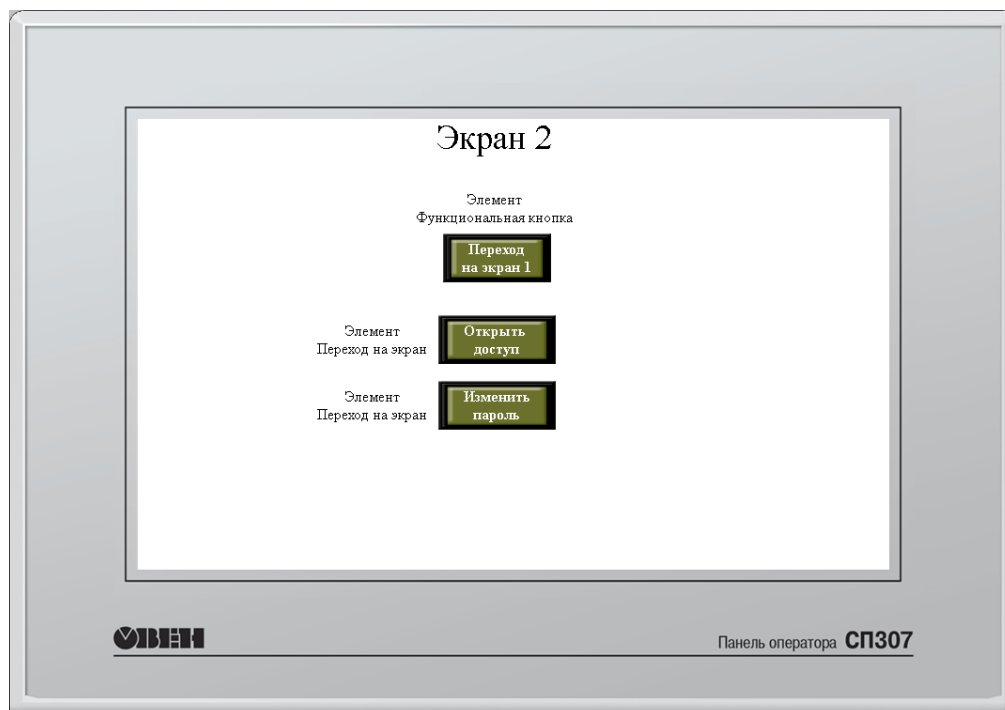 Экран 2
Элемент
Функциональная кнопка
Переход
на экран 1
Элемент
Переход на экран
Открыть
доступ
Элемент
Переход на экран
Изменить
пароль
ОВЕН
Панель оператора СП307